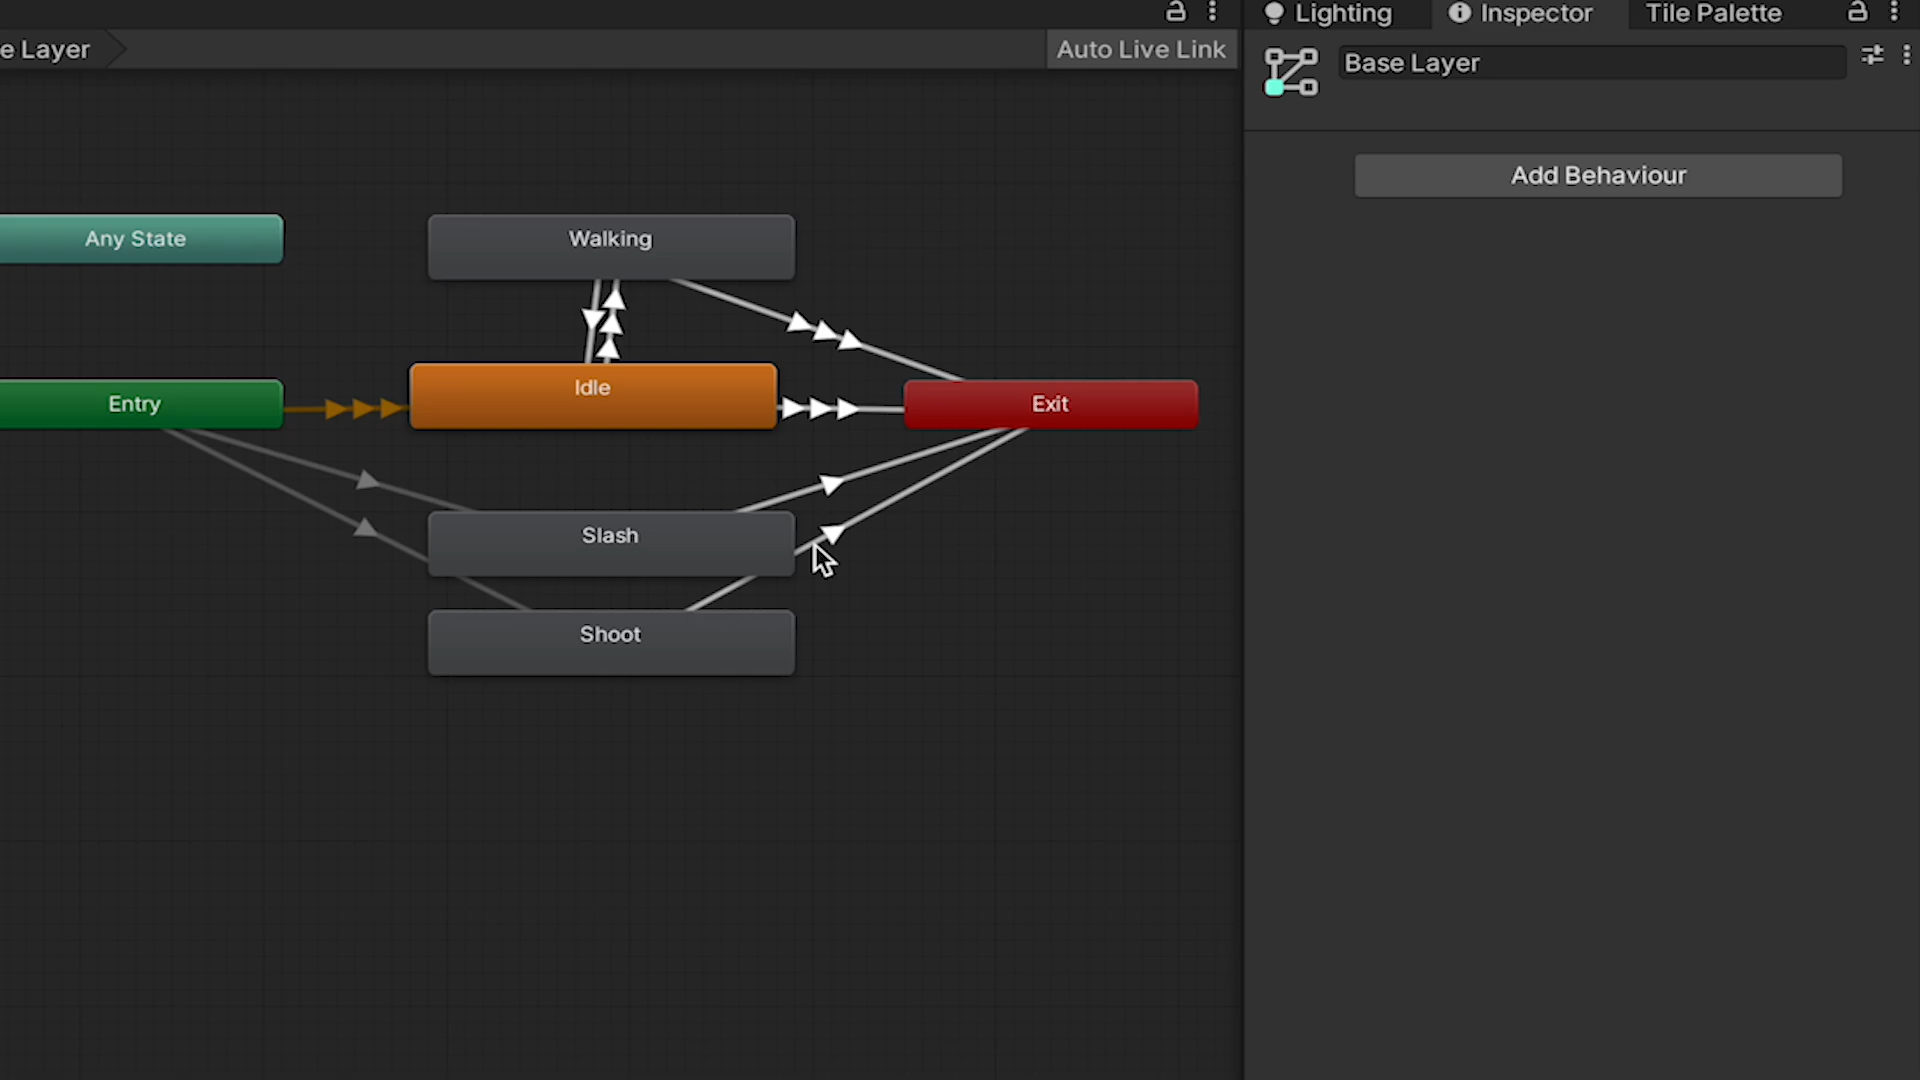 e Layer
Auto Live Link
Any State
Walking
Entry
Idle
Exit
Slash
Shoot
Lighting
Inspector
Tile Palette
Base Layer
Add Behaviour